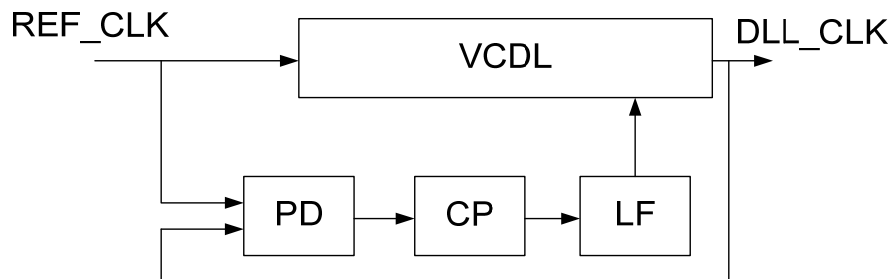 REF_CLK
VCDL
DLL_CLK
PD
CP
LF